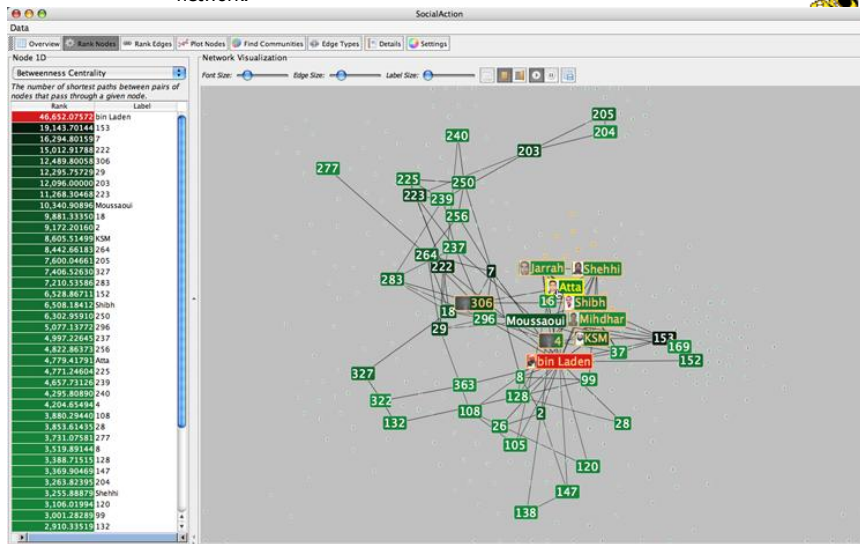 network.
SocialAction
Data
Overview Rank Nodes Rank Edges Plot Nodes Find Communities Edge Types Details Settings
Node 1D
Betweenness Centrality
The number of shortest paths between pairs of
nodes that pass through a given node.
Rank Label
46,652.07572 bin Laden
19,143.70144 153
16,294.80159 7
15,012.91788 222
12,489.80058 306
12,295.75729 29
12,096.00000 203
11,268.30468 223
10,340.90896 Moussaoui
9,881.33350 18
9,172.20160 2
8,605.51499 KSM
8,442.66183 264
7,600.04661 205
7,406.52630 327
7,210.53586 283
6,528.86711 152
6,508.18412 Shibh
6,302.95910 250
5,077.13772 296
4,997.22645 237
4,822.86373 256
4,779.41791 Atta
4,771.24604 225
4,657.73126 239
4,295.80890 240
4,204.65494 4
3,880.29440 108
3,853.61435 28
3,731.07581 277
3,519.89144 8
3,388.71515 128
3,369.90469 147
3,263.82395 204
3,255.88879 Shehhi
3,106.01994 120
3,001.28289 99
2,910.33519 132
Network Visualization
Font Size: Edge Size: Label Size:
205
240
204
203
277
225
250
223
239
256
237
264
222
7
Jarrah
Shehhi
283
Atta
306
16
Shibh
18
296
Moussaoui
Mihdhar
29
4
KSM
153
169
37
152
bin Laden
327
8
99
363
128
322
108
2
132
26
28
105
120
147
138